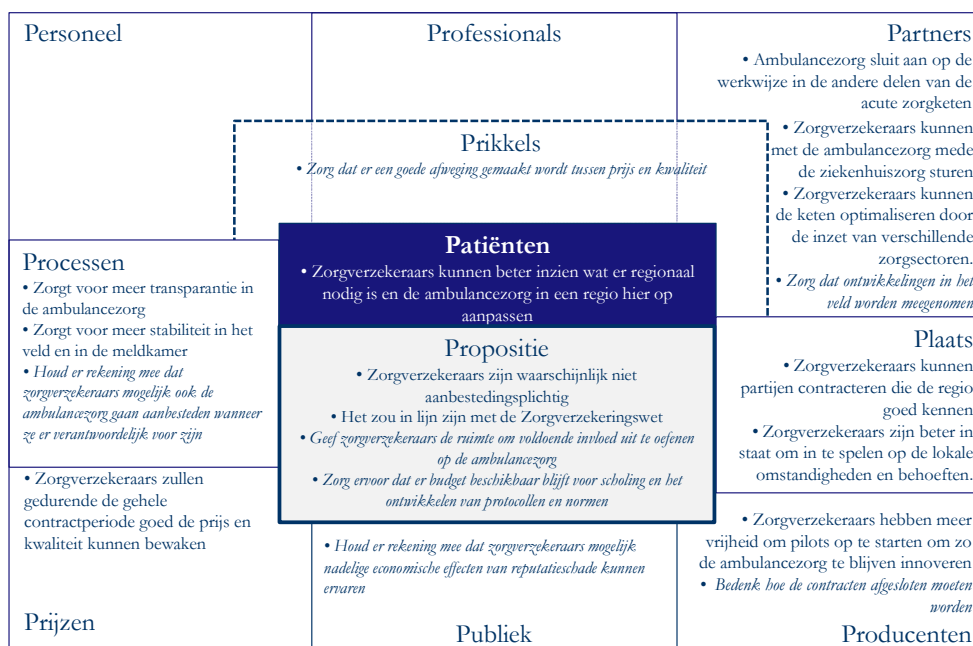 Personeel
Professionals
Partners
• Ambulancezorg sluit aan op de
werkwijze in de andere delen van de
acute zorgketen
• Zorgverzekeraars kunnen
met de ambulancezorg mede
de ziekenhuiszorg sturen
• Zorgverzekeraars kunnen
de keten optimaliseren door
de inzet van verschillende
zorgsectoren.
• Zorg dat ontwikkelingen in het
veld worden meegenomen
Prikkels
• Zorg dat er een goede afweging gemaakt wordt tussen prijs en kwaliteit
Patiënten
• Zorgverzekeraars kunnen beter inzien wat er regionaal
nodig is en de ambulancezorg in een regio hier op
aanpassen
Processen
• Zorgt voor meer transparantie in
de ambulancezorg
• Zorgt voor meer stabiliteit in het
veld en in de meldkamer
• Houd er rekening mee dat
zorgverzekeraars mogelijk ook de
ambulancezorg gaan aanbesteden wanneer
ze er verantwoordelijk voor zijn
Propositie
• Zorgverzekeraars zijn waarschijnlijk niet
aanbestedingsplichtig
• Het zou in lijn zijn met de Zorgverzekeringswet
• Geef zorgverzekeraars de ruimte om voldoende invloed uit te oefenen
op de ambulancezorg
• Zorg ervoor dat er budget beschikbaar blijft voor scholing en het
ontwikkelen van protocollen en normen
Plaats
• Zorgverzekeraars kunnen
partijen contracteren die de regio
goed kennen
• Zorgverzekeraars zijn beter in
staat om in te spelen op de lokale
omstandigheden en behoeften.
• Zorgverzekeraars zullen
gedurende de gehele
contractperiode goed de prijs en
kwaliteit kunnen bewaken
Prijzen
• Houd er rekening mee dat zorgverzekeraars mogelijk
nadelige economische effecten van reputatieschade kunnen
ervaren
Publiek
• Zorgverzekeraars hebben meer
vrijheid om pilots op te starten om zo
de ambulancezorg te blijven innoveren
• Bedenk hoe de contracten afgesloten moeten
worden
Producenten